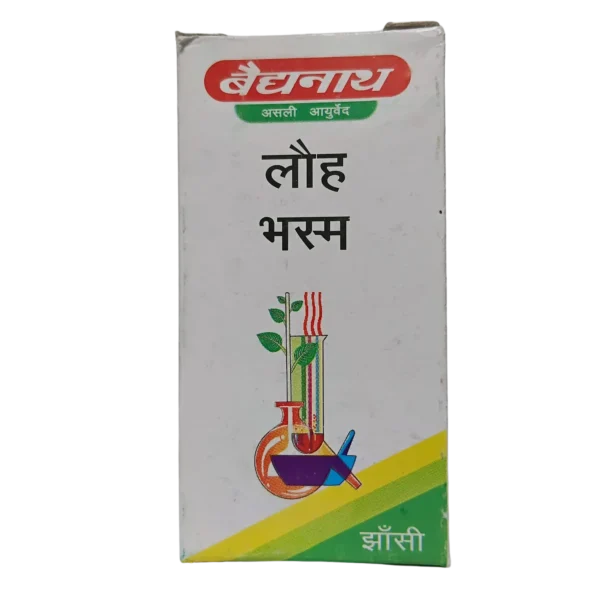 बैद्यनाथ
असली आयुर्वेद
लौह
भस्म
झाँसी